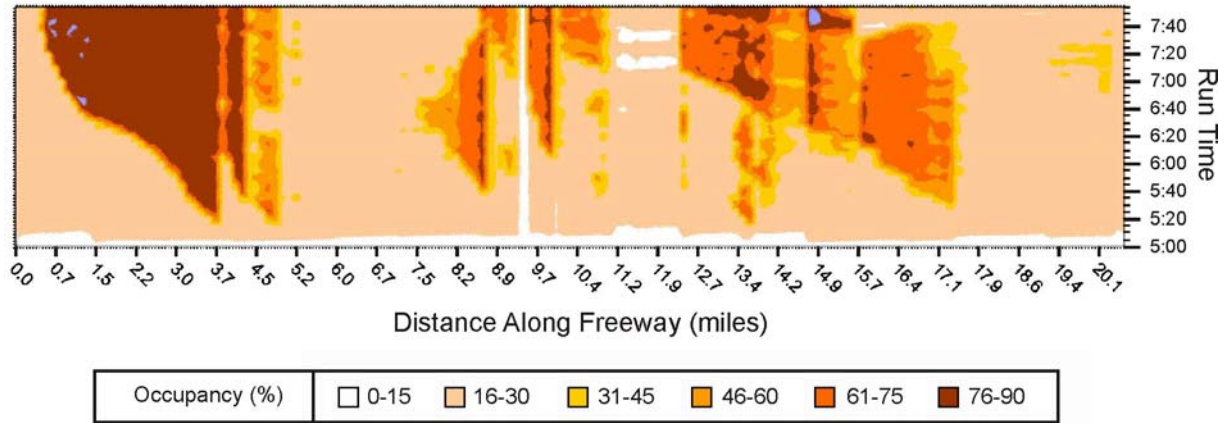 7:40
7:20
7:00
6:40
6:20
6:00
5:40
5:20
5:00
Run Time
0.0 0.7 1.5 2.2 3.0 3.7 4.5 5.2 6.0 6.7 7.5 8.2 8.9 9.7 10.4 11.2 11.9 12.7 13.4 14.2 14.9 15.7 16.4 17.1 17.9 18.6 19.4 20.1
Distance Along Freeway (miles)
Occupancy (%) 0-15 16-30 31-45 46-60 61-75 76-90